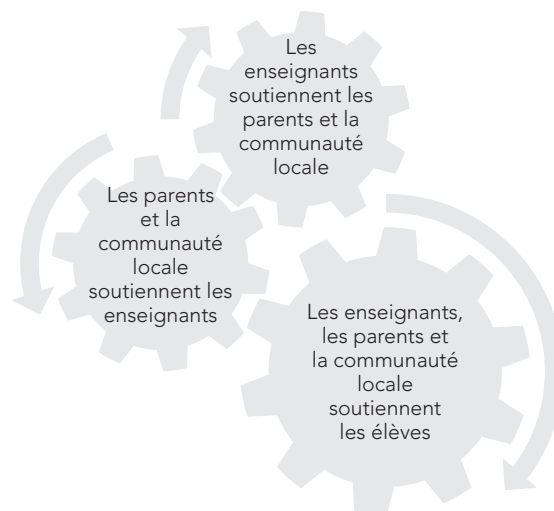 Les
enseignants
soutiennent les
parents et la
communauté
locale
Les parents
et la
communauté
locale
soutiennent les
enseignants
Les enseignants,
les parents et
la communauté
locale
soutiennent
les élèves